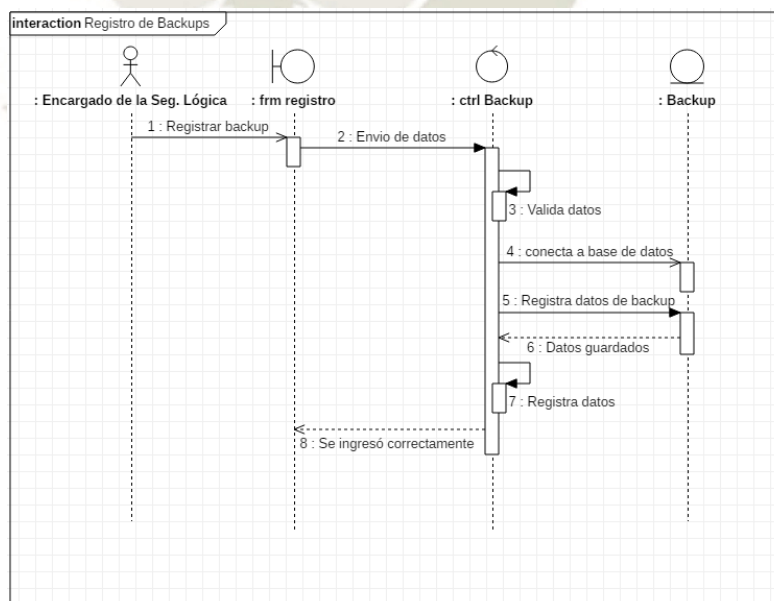 interaction Registro de Backups
: Encargado de la Seg. Lógica
: frm registro
: ctrl Backup
: Backup
1 : Registrar backup
2 : Envio de datos
3 : Valida datos
4 : conecta a base de datos
5 : Registra datos de backup
6 : Datos guardados
7 : Registra datos
8 : Se ingresó correctamente